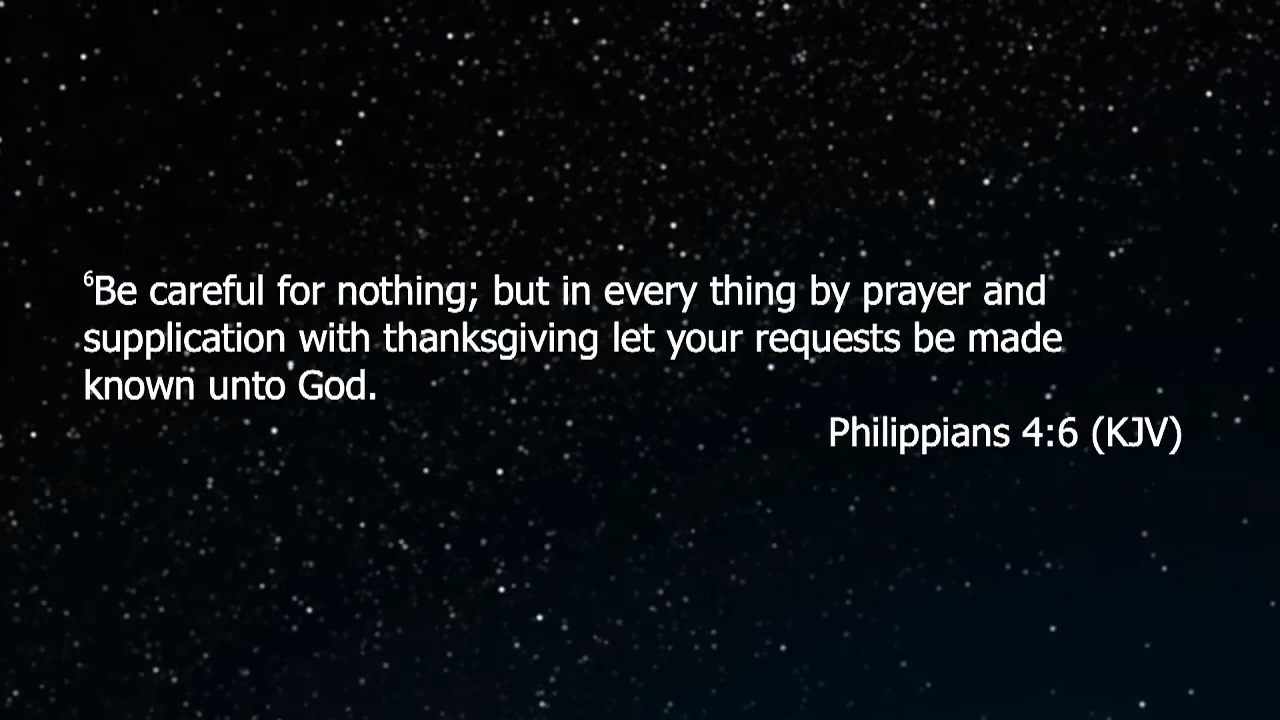 ⁶Be careful for nothing; but in every thing by prayer and
supplication with thanksgiving let your requests be made
known unto God.
Philippians 4:6 (KJV)